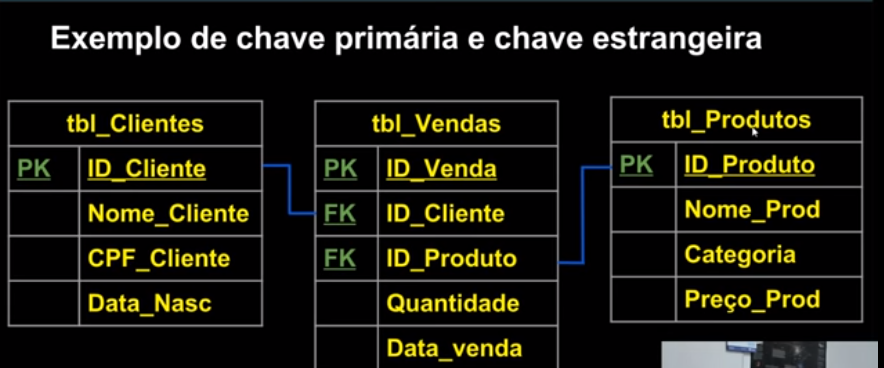 Exemplo de chave primária e chave estrangeira
tbl_Clientes
PK ID_Cliente
Nome_Cliente
CPF_Cliente
Data_Nasc
tbl_Vendas
PK ID_Venda
FK ID_Cliente
FK ID_Produto
Quantidade
Data_venda
tbl_Produtos
PK ID_Produto
Nome_Prod
Categoria
Preço_Prod